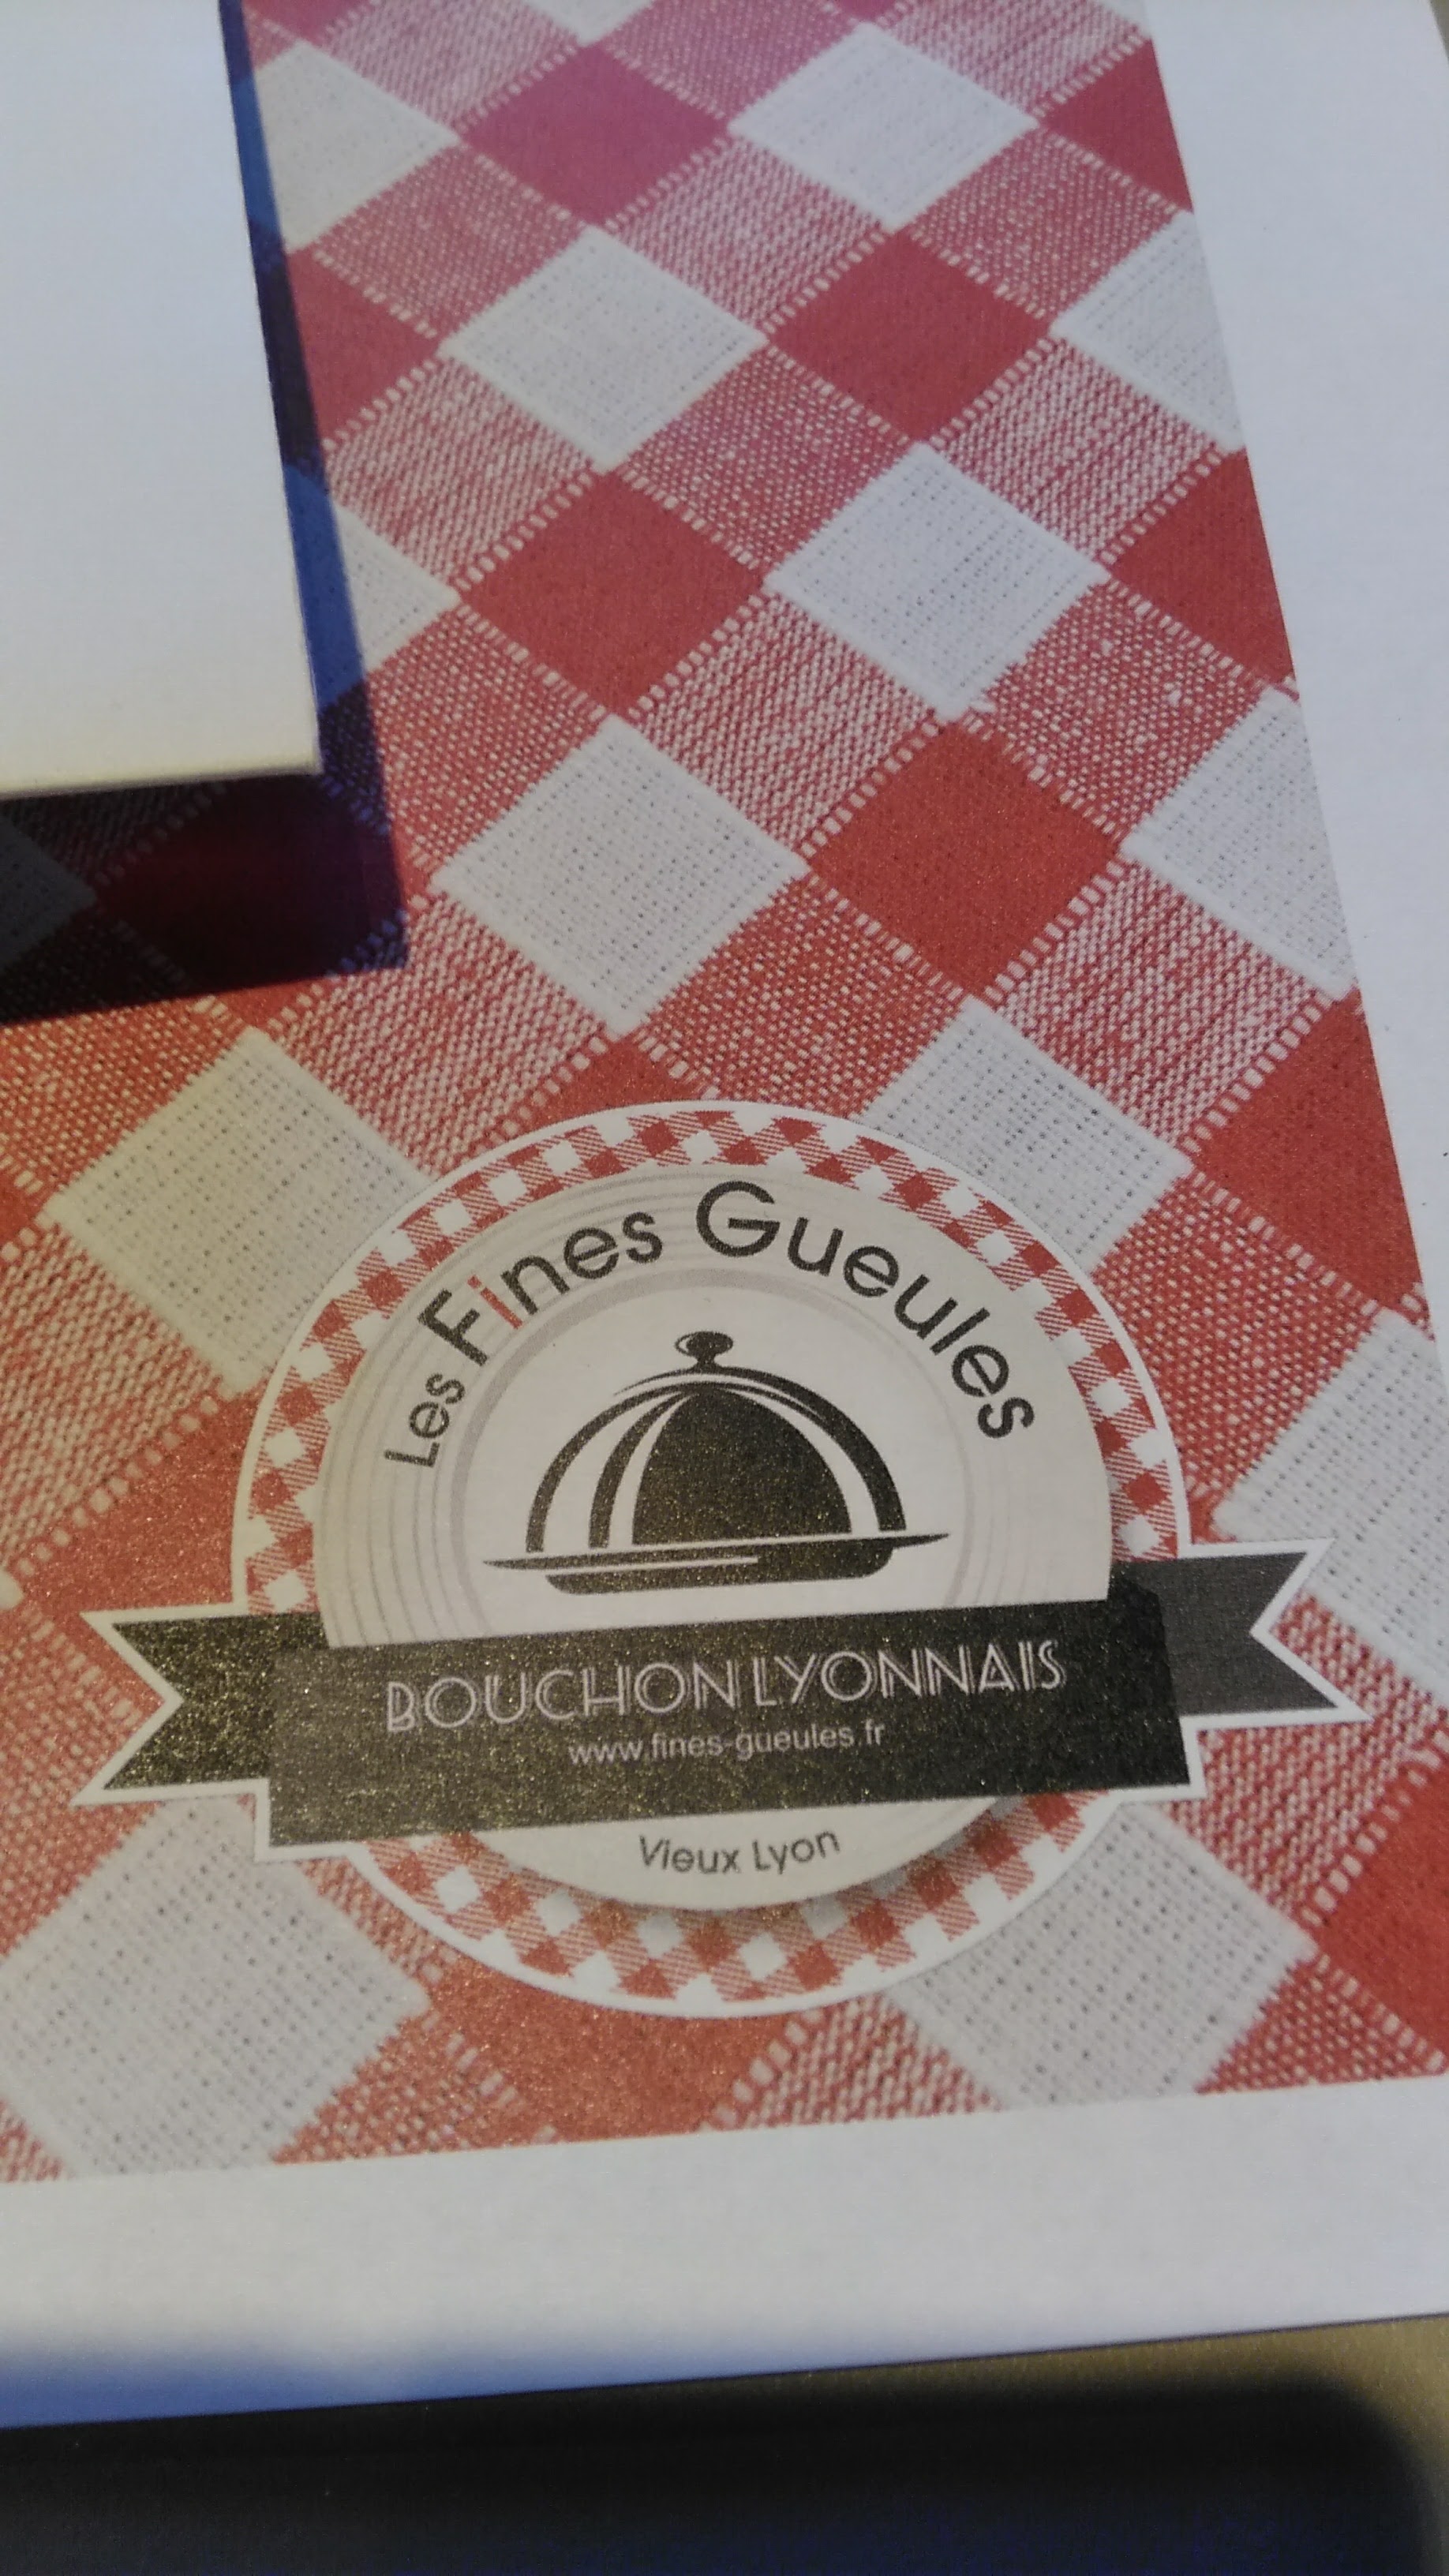 Les Fines Gueules
BOUCHON LYONNAIS
www.fines-gueules.fr
Vieux Lyon